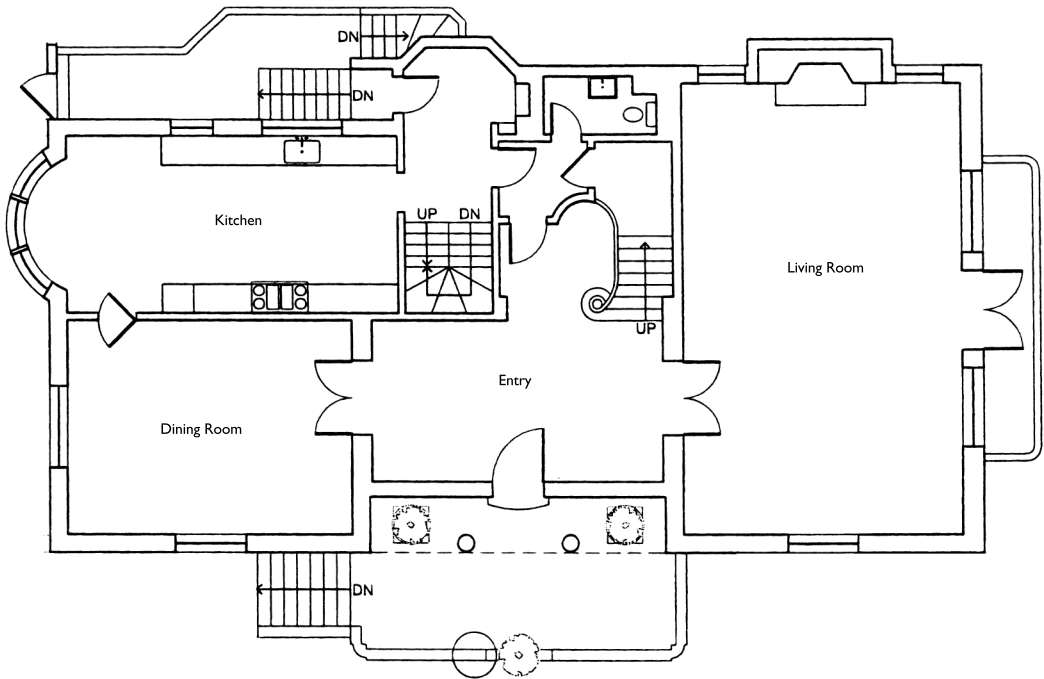 DN
DN
UP DN
Kitchen
Living Room
UP
Entry
Dining Room
DN